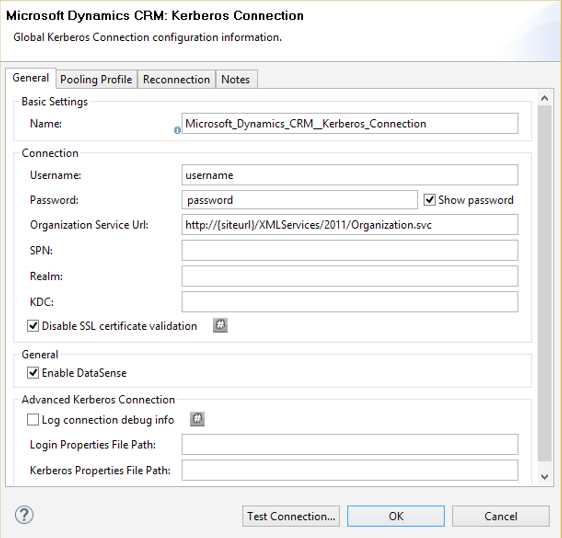 Microsoft Dynamics CRM: Kerberos Connection
Global Kerberos Connection configuration information.
General Pooling Profile Reconnection Notes
Basic Settings
Name: Microsoft_Dynamics_CRM__Kerberos_Connection
Connection
Username: username
Password: password Show password
Organization Service Url: http://{siteurl}/XMLServices/2011/Organization.svc
SPN:
Realm:
KDC:
Disable SSL certificate validation
General
Enable DataSense
Advanced Kerberos Connection
Log connection debug info
Login Properties File Path:
Kerberos Properties File Path:
? Test Connection... OK Cancel